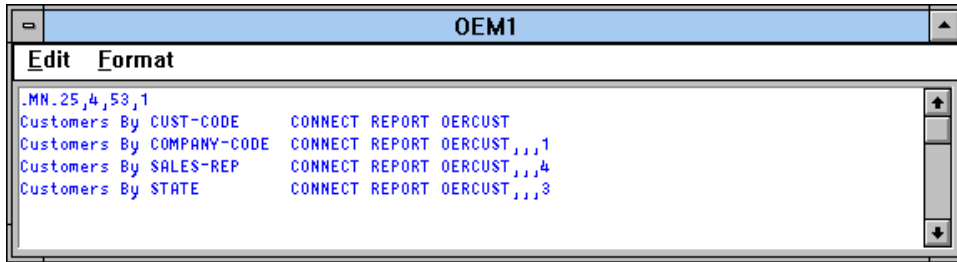 OEM1
Edit Format
.MN.25,4,53,1
Customers By CUST-CODE CONNECT REPORT OERCUST
Customers By COMPANY-CODE CONNECT REPORT OERCUST,,,1
Customers By SALES-REP CONNECT REPORT OERCUST,,,4
Customers By STATE CONNECT REPORT OERCUST,,,3